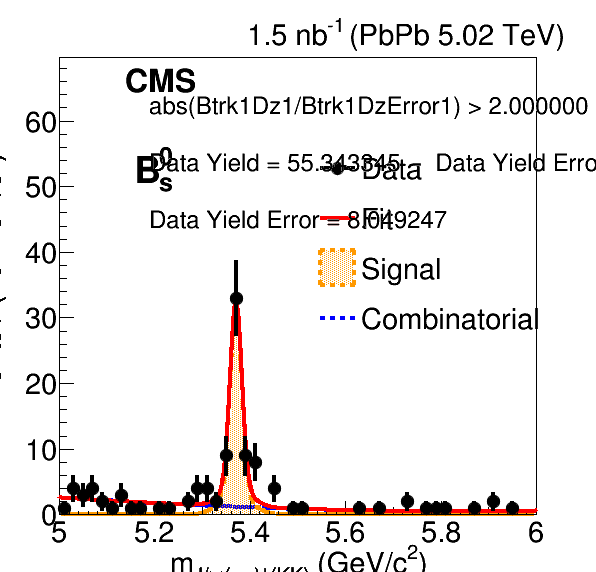 1.5 nb⁻¹ (PbPb 5.02 TeV)
CMS
abs(Btrk1Dz1/Btrk1DzError1) > 2.000000
B⁰ₛ
Data Yield = 55.343345 - Data Yield Erro
Data Yield Error = 8.049247
Data
Fit
Signal
Combinatorial
60
50
40
30
20
10
0
5 5.2 5.4 5.6 5.8 6
(GeV/c²)